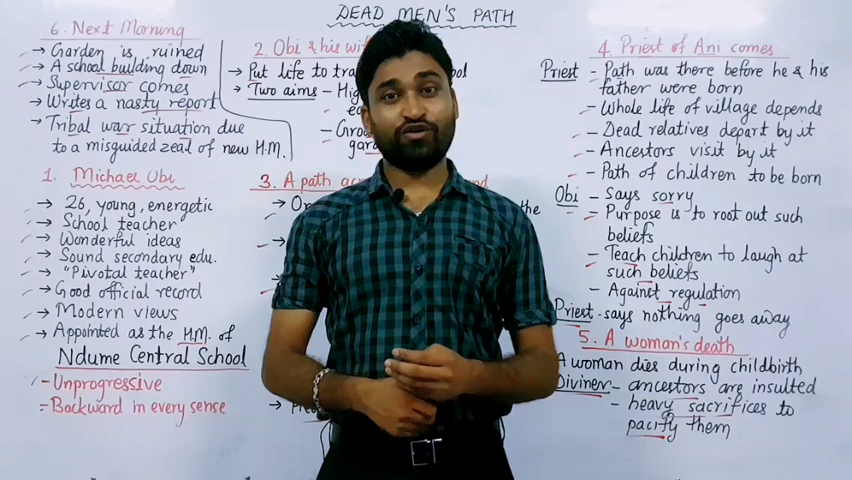 DEAD MEN'S PATH
6. Next Morning
→ Garden is ruined
→ A school building down
→ Supervisor comes
→ Writes a nasty report
→ Tribal war situation due
to a misguided zeal of new H.M.
1. Michael Obi
→ 26, young, energetic
→ School teacher
→ Wonderful ideas
→ Sound secondary edu.
→ "Pivotal teacher"
→ Good official record
→ Modern views
→ Appointed as the H.M. of
Ndume Central School
- Unprogressive
- Backward in every sense
2. Obi & his
→ Put life to
→ Two aims -
3. A path
the
4. Priest of Ani comes
Priest - Path was there before he & his
father were born
- Whole life of village depends
- Dead relatives depart by it
- Ancestors visit by it
- Path of children to be born
Obi - Says sorry
- Purpose is to root out such
beliefs
- Teach children to laugh at
such beliefs
- Against regulation
Priest - says nothing goes away
5. A woman's death
A woman dies during childbirth
Diviner - ancestors are insulted
- heavy sacrifices to
pacify them